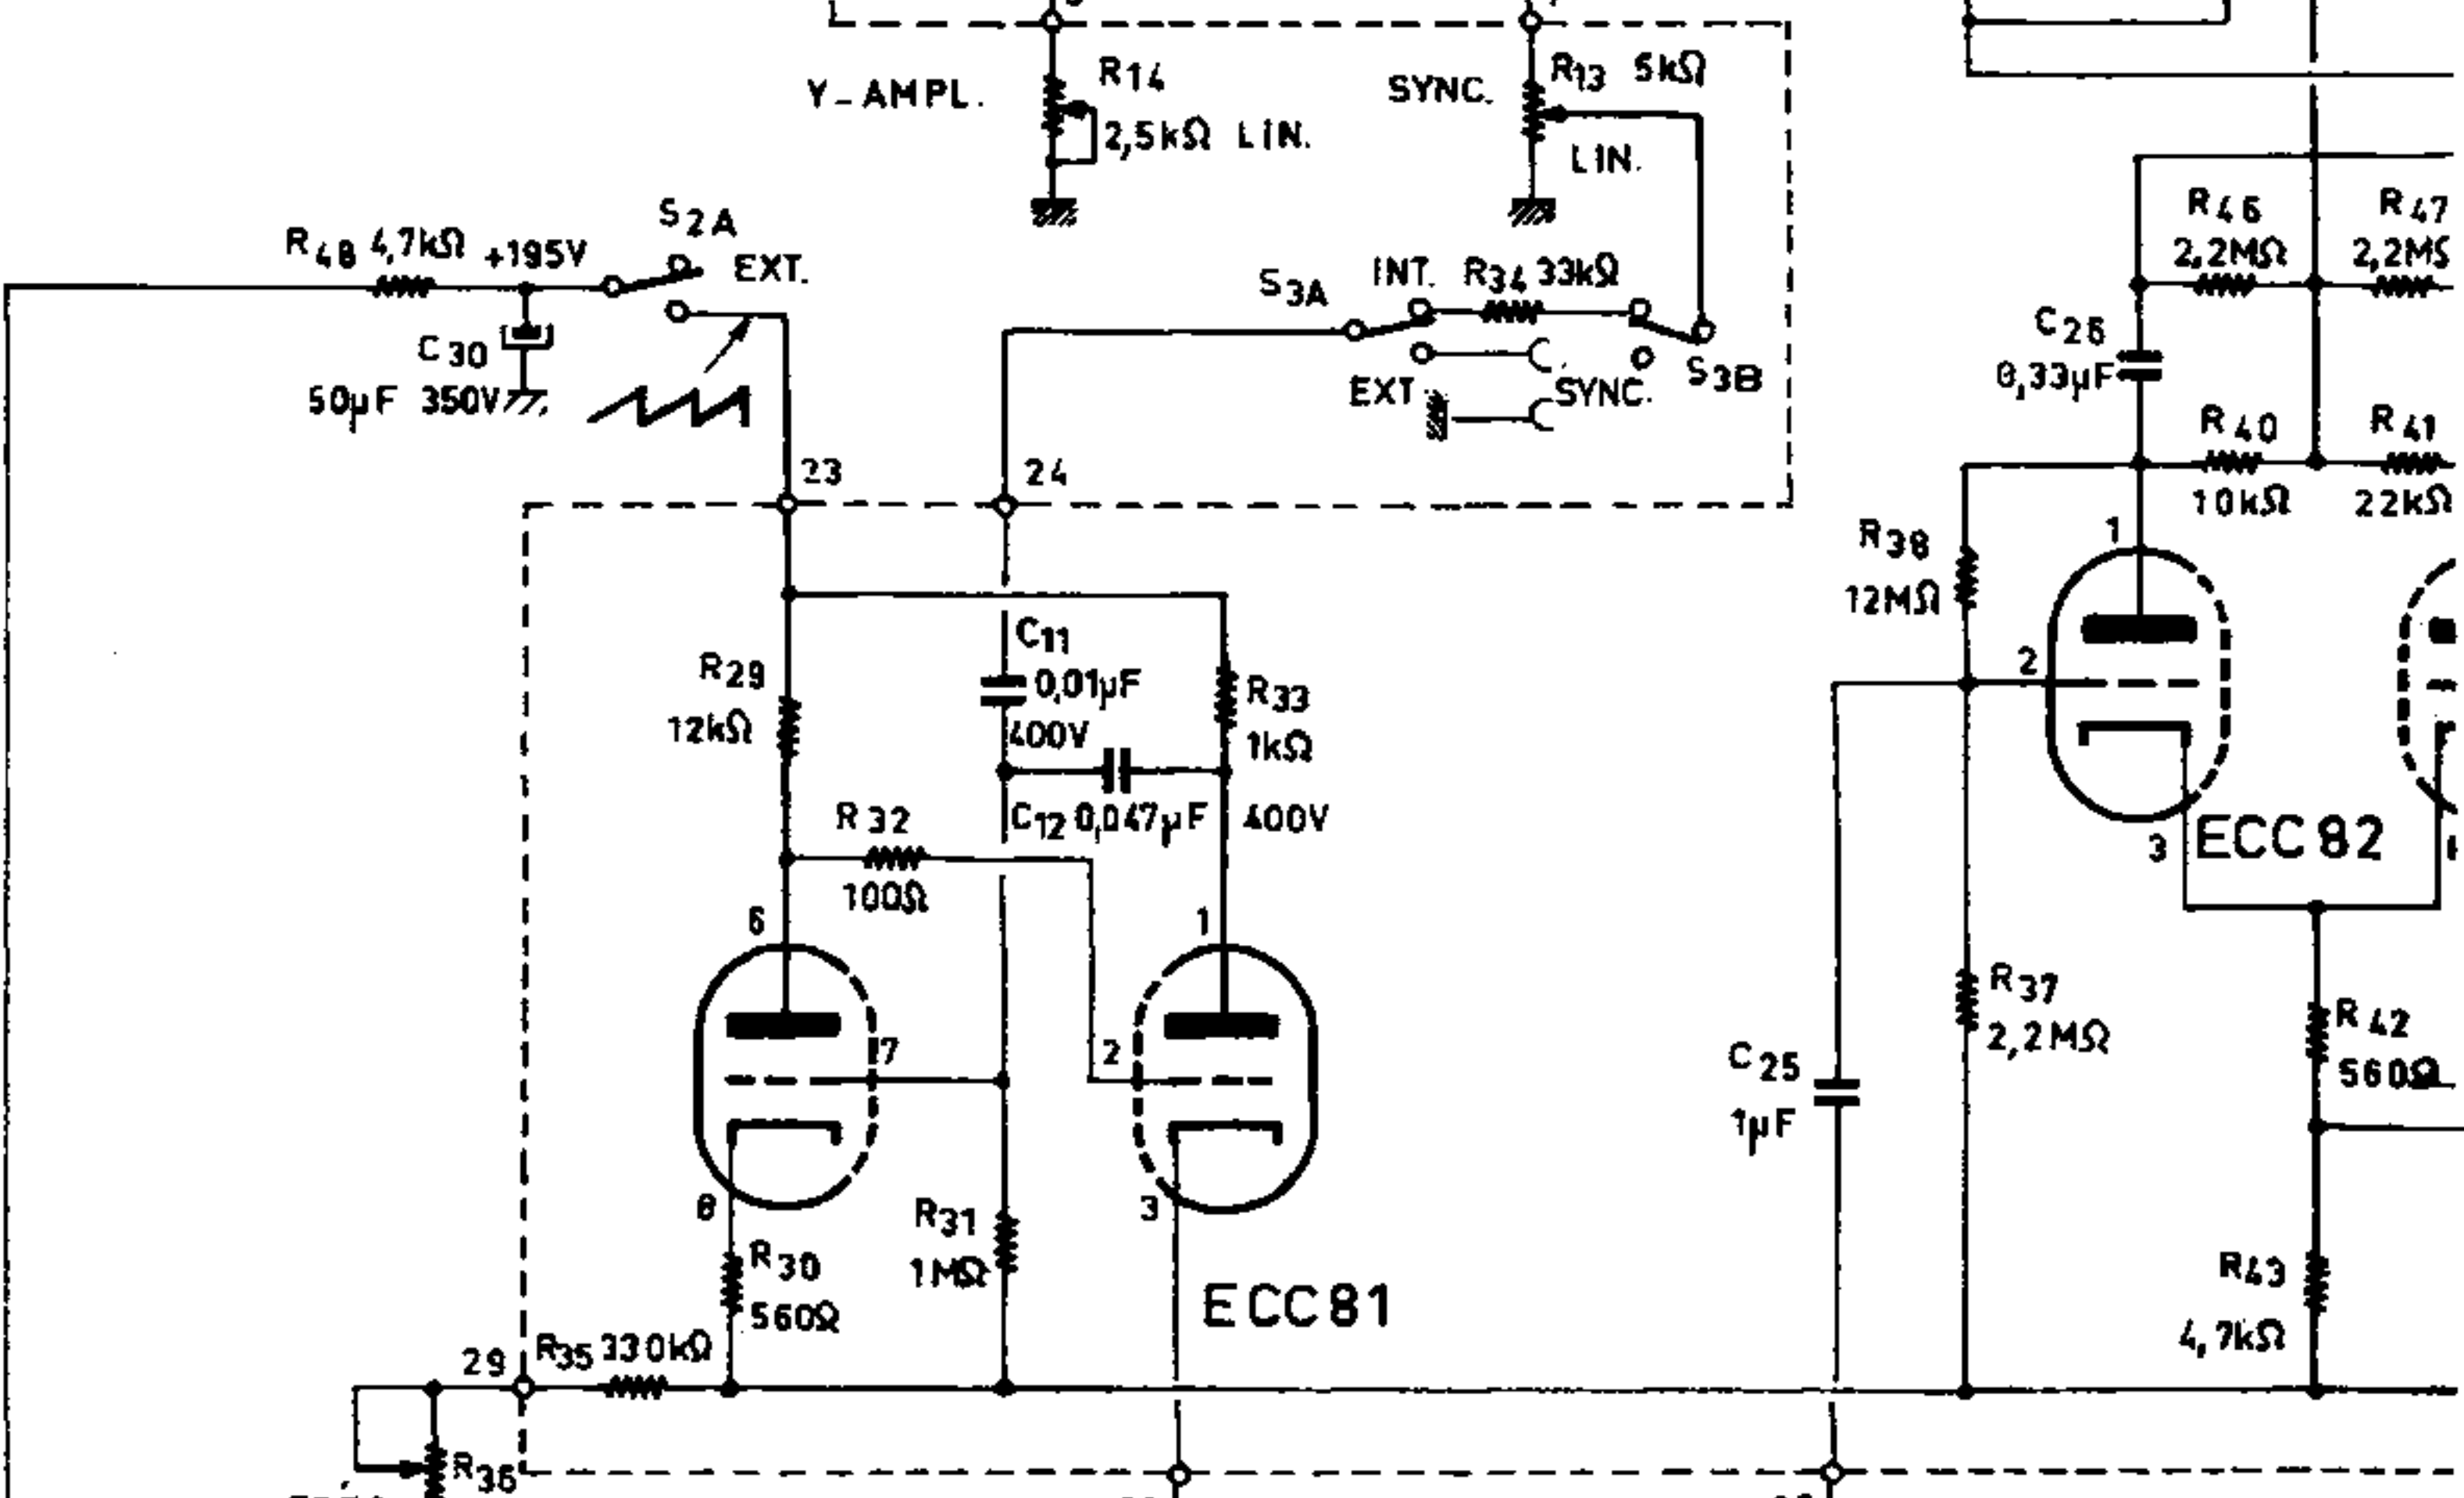 Y-AMPL.
R14
2,5kΩ LIN.
SYNC.
R13 5kΩ
LIN.
R48 4,7kΩ +195V
S2A
EXT.
C30
50µF 350V
S3A
INT. R34 33kΩ
EXT
SYNC.
S3B
R46
2,2MΩ
R47
C26
0,33µF
R40
10kΩ
R41
22kΩ
23
24
R38
12MΩ
1
2
3
ECC82
R29
12kΩ
C11
0,01µF
400V
R33
1kΩ
C12 0,047µF 400V
R32
100Ω
6
7
8
1
2
3
R30
560Ω
R31
1MΩ
ECC81
C25
1µF
R37
2,2MΩ
R42
560Ω
R43
4,7kΩ
29
R35 330kΩ
R36